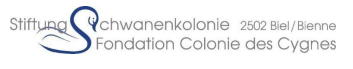 Stiftung Schwanenkolonie 2502 Biel/Bienne
Fondation Colonie des Cygnes